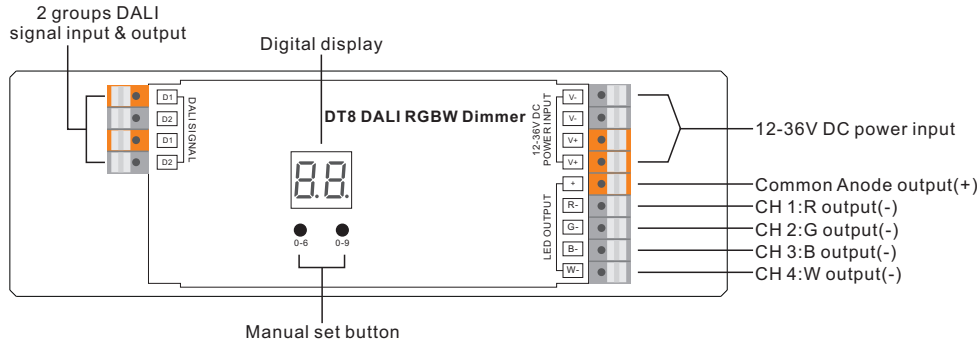 2 groups DALI
signal input & output
Digital display
D1
D2
D1
D2
DALI SIGNAL
DT8 DALI RGBW Dimmer
8.8.
0-6
0-9
Manual set button
12-36V DC
POWER INPUT
V-
V-
V+
V+
LED OUTPUT
+
R-
G-
B-
W-
12-36V DC power input
Common Anode output(+)
CH 1:R output(-)
CH 2:G output(-)
CH 3:B output(-)
CH 4:W output(-)